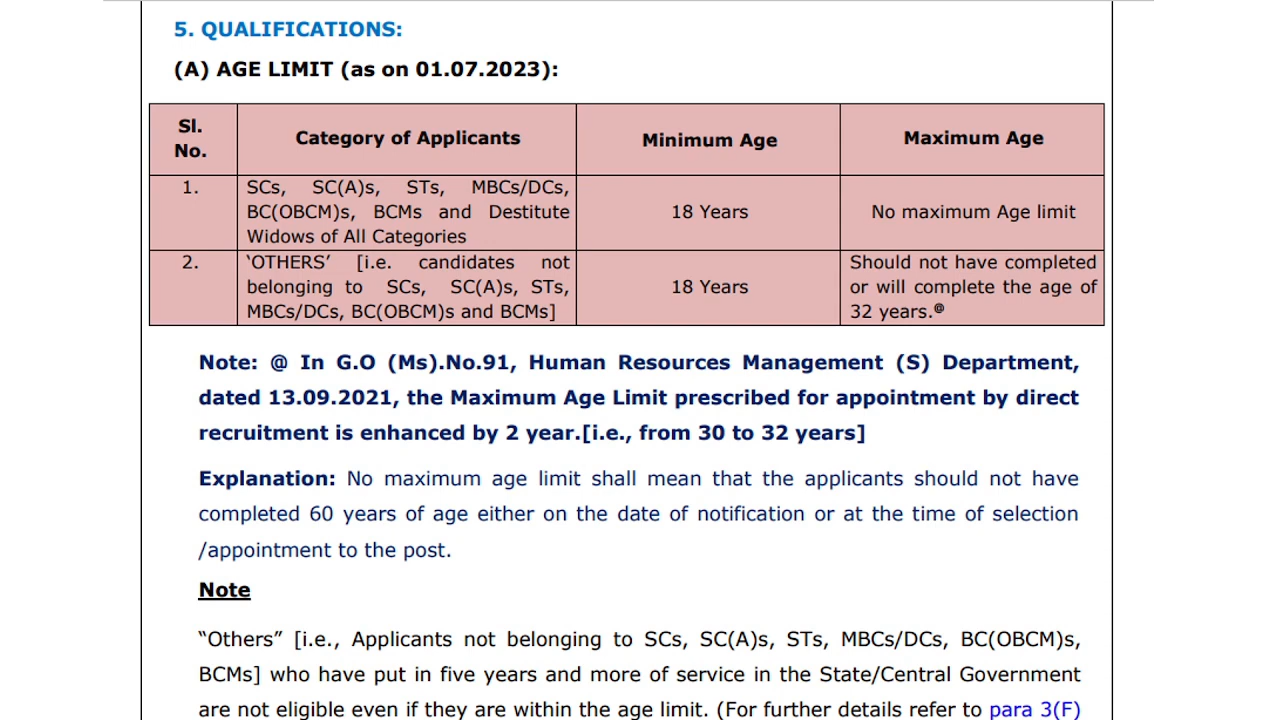 5. QUALIFICATIONS:
(A) AGE LIMIT (as on 01.07.2023):
Sl. No.
Category of Applicants
Minimum Age
Maximum Age
1.
SCs, SC(A)s, STs, MBCs/DCs,
BC(OBCM)s, BCMs and Destitute
Widows of All Categories
18 Years
No maximum Age limit
2.
‘OTHERS’ [i.e. candidates not
belonging to SCs, SC(A)s, STs,
MBCs/DCs, BC(OBCM)s and BCMs]
18 Years
Should not have completed
or will complete the age of
32 years.@
Note: @ In G.O (Ms).No.91, Human Resources Management (S) Department,
dated 13.09.2021, the Maximum Age Limit prescribed for appointment by direct
recruitment is enhanced by 2 year.[i.e., from 30 to 32 years]
Explanation: No maximum age limit shall mean that the applicants should not have
completed 60 years of age either on the date of notification or at the time of selection
/appointment to the post.
Note
“Others” [i.e., Applicants not belonging to SCs, SC(A)s, STs, MBCs/DCs, BC(OBCM)s,
BCMs] who have put in five years and more of service in the State/Central Government
are not eligible even if they are within the age limit. (For further details refer to para 3(F)